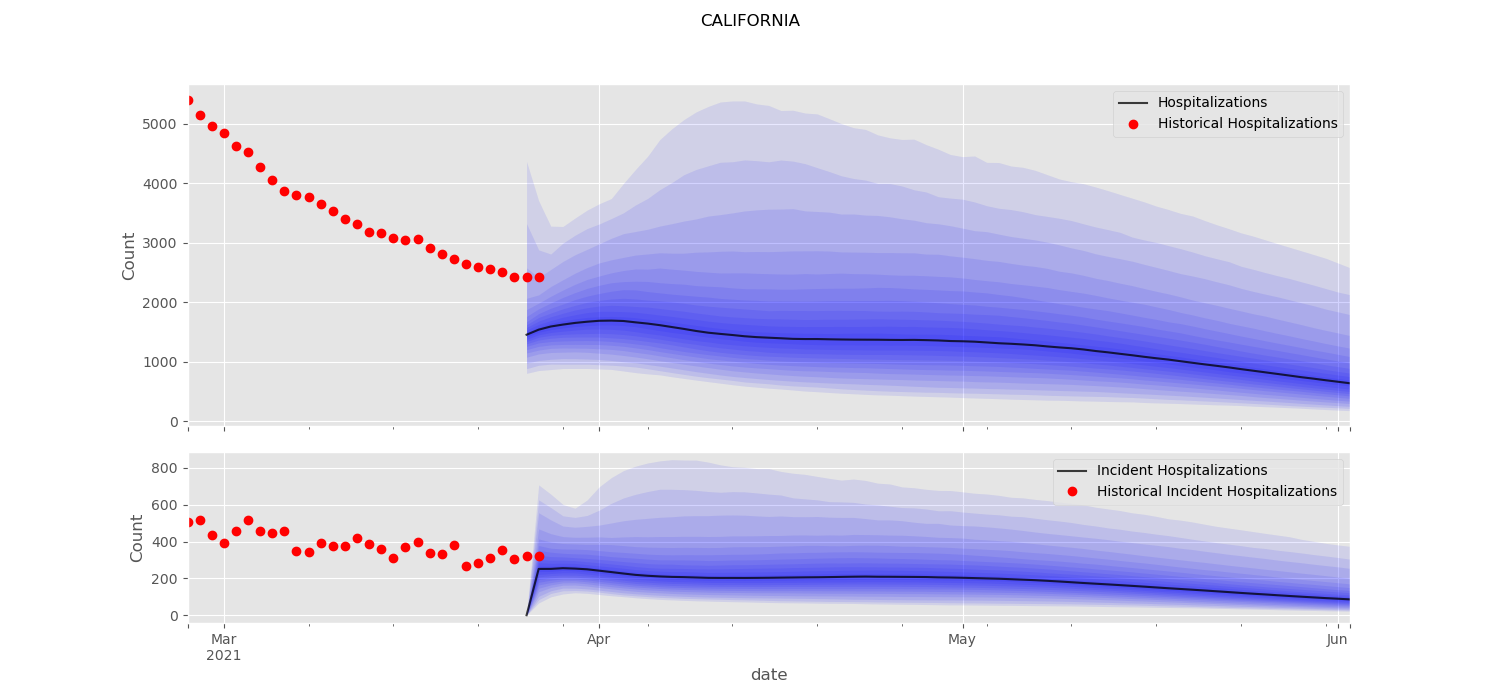 CALIFORNIA
Hospitalizations
Historical Hospitalizations
Count
5000
4000
3000
2000
1000
0
Incident Hospitalizations
Historical Incident Hospitalizations
Count
800
600
400
200
0
Mar Apr May Jun
2021
date